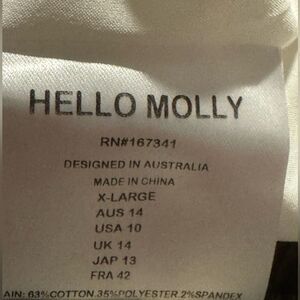 HELLO MOLLY
RN#167341
DESIGNED IN AUSTRALIA
MADE IN CHINA
X-LARGE
AUS 14
USA 10
UK 14
JAP 13
FRA 42
AIN: 63%COTTON.35%POLYESTER.2%SPANDEX